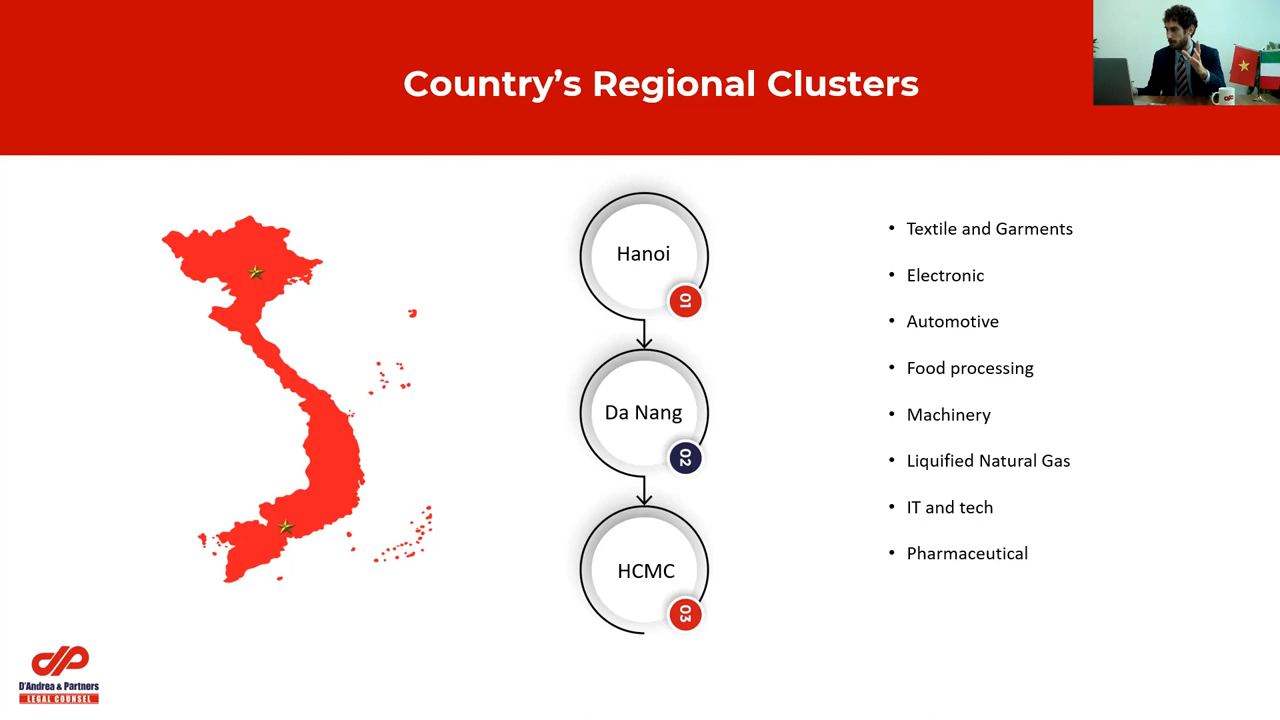 Country's Regional Clusters
Hanoi
01
Da Nang
02
HCMC
03
• Textile and Garments
• Electronic
• Automotive
• Food processing
• Machinery
• Liquified Natural Gas
• IT and tech
• Pharmaceutical
D'Andrea & Partners
LEGAL COUNSEL